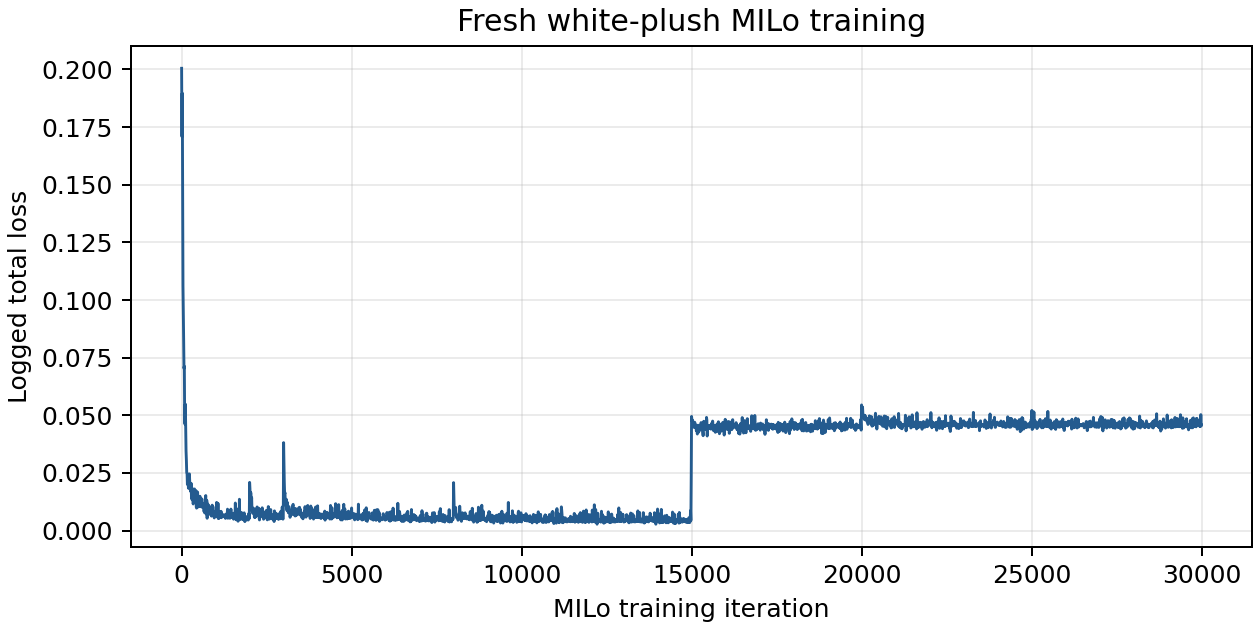 Fresh white-plush MILo training
Logged total loss
0.200
0.175
0.150
0.125
0.100
0.075
0.050
0.025
0.000
0 5000 10000 15000 20000 25000 30000
MILo training iteration